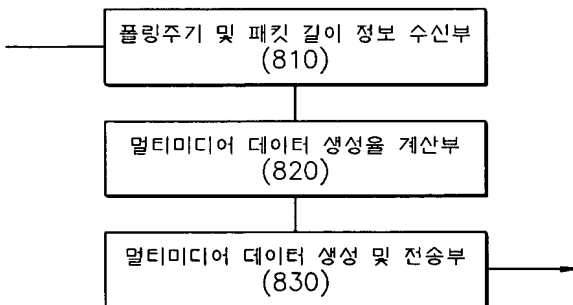 폴링주기 및 패킷 길이 정보 수신부
(810)
멀티미디어 데이터 생성율 계산부
(820)
멀티미디어 데이터 생성 및 전송부
(830)